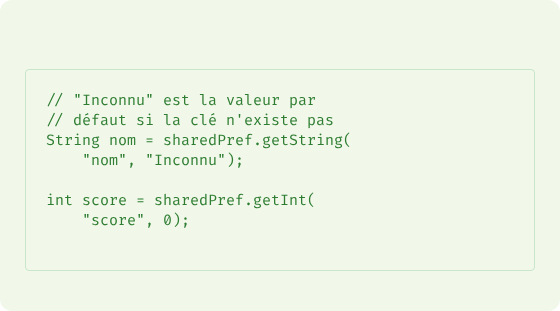 // "Inconnu" est la valeur par
// défaut si la clé n'existe pas
String nom = sharedPref.getString(
    "nom", "Inconnu");

int score = sharedPref.getInt(
    "score", 0);